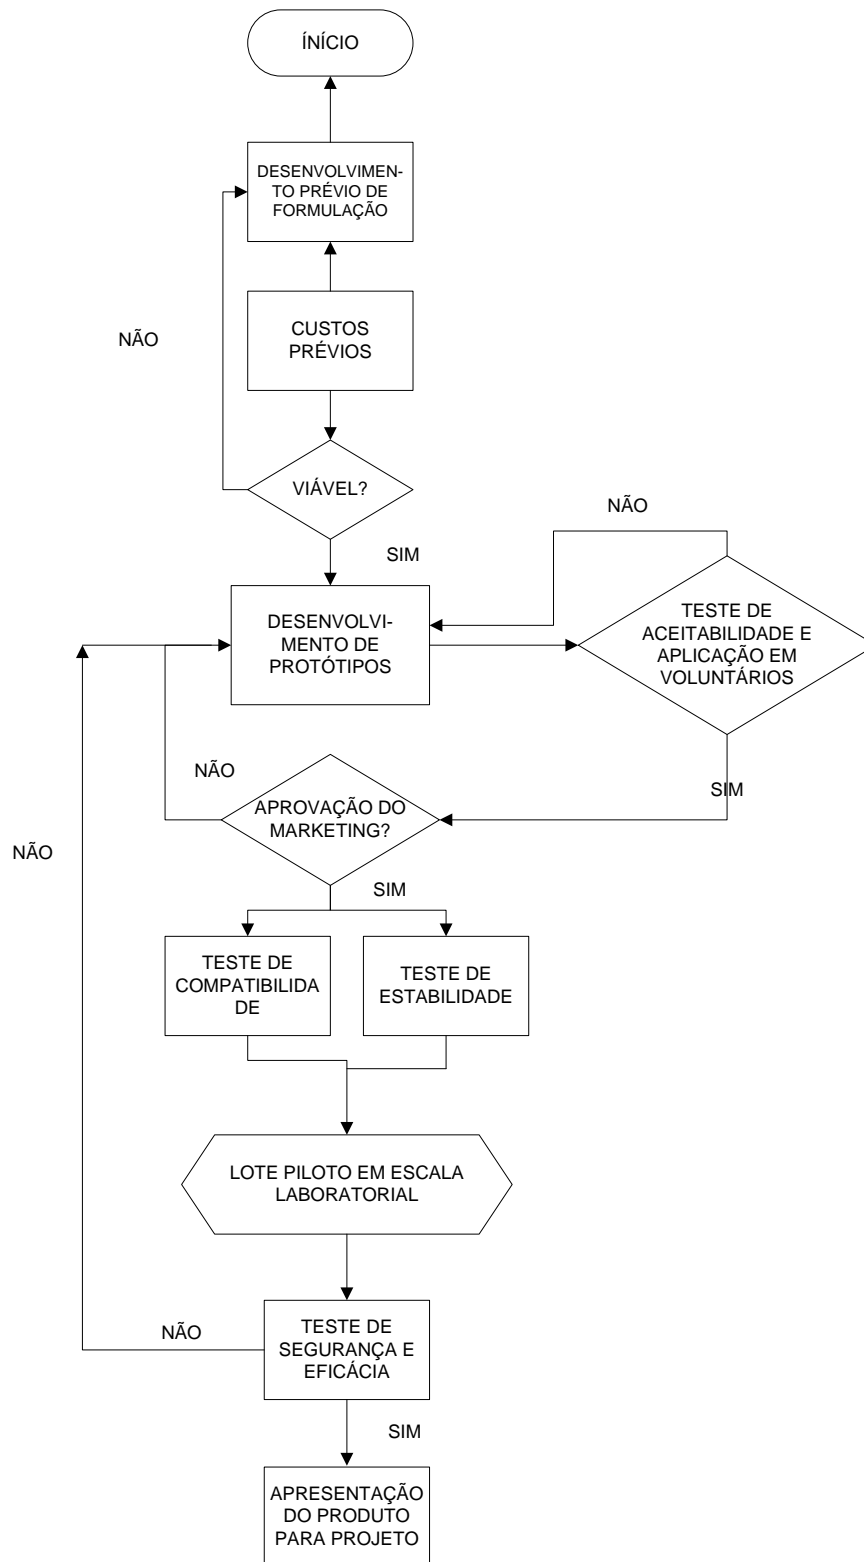 ÍNÍCIO
DESENVOLVIMEN-
TO PRÉVIO DE
FORMULAÇÃO
CUSTOS
PRÉVIOS
NÃO
VIÁVEL?
NÃO
SIM
DESENVOLVI-
MENTO DE
PROTÓTIPOS
TESTE DE
ACEITABILIDADE E
APLICAÇÃO EM
VOLUNTÁRIOS
NÃO
SIM
APROVAÇÃO DO
MARKETING?
NÃO
SIM
TESTE DE
COMPATIBILIDA
DE
TESTE DE
ESTABILIDADE
LOTE PILOTO EM ESCALA
LABORATORIAL
NÃO
TESTE DE
SEGURANÇA E
EFICÁCIA
SIM
APRESENTAÇÃO
DO PRODUTO
PARA PROJETO